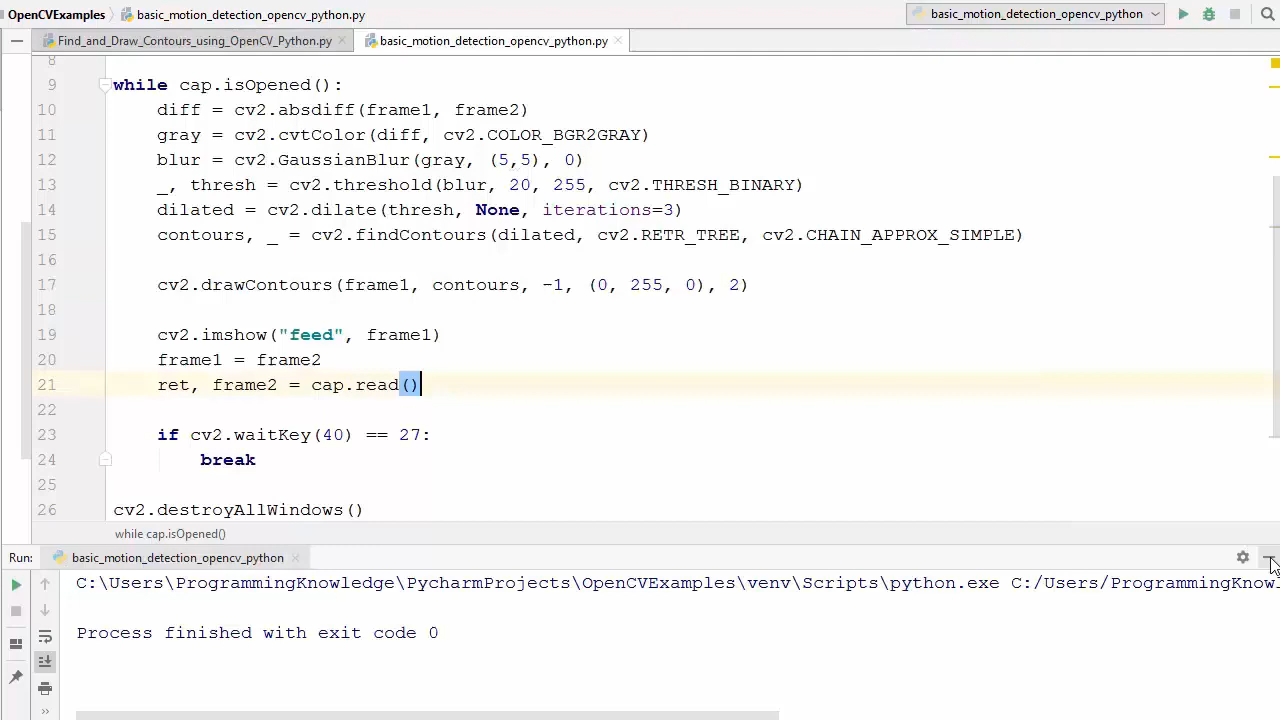 OpenCVExamples basic_motion_detection_opencv_python.py basic_motion_detection_opencv_python
Find_and_Draw_Contours_using_OpenCV_Python.py basic_motion_detection_opencv_python.py
8
9 while cap.isOpened():
10 diff = cv2.absdiff(frame1, frame2)
11 gray = cv2.cvtColor(diff, cv2.COLOR_BGR2GRAY)
12 blur = cv2.GaussianBlur(gray, (5,5), 0)
13 _, thresh = cv2.threshold(blur, 20, 255, cv2.THRESH_BINARY)
14 dilated = cv2.dilate(thresh, None, iterations=3)
15 contours, _ = cv2.findContours(dilated, cv2.RETR_TREE, cv2.CHAIN_APPROX_SIMPLE)
16
17 cv2.drawContours(frame1, contours, -1, (0, 255, 0), 2)
18
19 cv2.imshow("feed", frame1)
20 frame1 = frame2
21 ret, frame2 = cap.read()
22
23 if cv2.waitKey(40) == 27:
24 break
25
26 cv2.destroyAllWindows()
while cap.isOpened()
Run: basic_motion_detection_opencv_python
C:\Users\ProgrammingKnowledge\PycharmProjects\OpenCVExamples\venv\Scripts\python.exe C:/Users/ProgrammingKnowl
Process finished with exit code 0